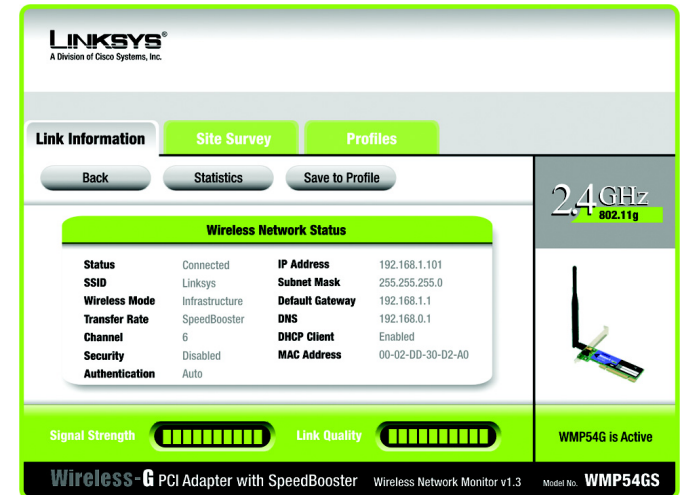 LINKSYS®
A Division of Cisco Systems, Inc.
Link Information Site Survey Profiles
Back Statistics Save to Profile
2,4 GHz
802.11g
Wireless Network Status
Status Connected IP Address 192.168.1.101
SSID Linksys Subnet Mask 255.255.255.0
Wireless Mode Infrastructure Default Gateway 192.168.1.1
Transfer Rate SpeedBooster DNS 192.168.0.1
Channel 6 DHCP Client Enabled
Security Disabled MAC Address 00-02-DD-30-D2-A0
Authentication Auto
Signal Strength Link Quality WMP54G is Active
Wireless-G PCI Adapter with SpeedBooster Wireless Network Monitor v1.3 Model No. WMP54GS